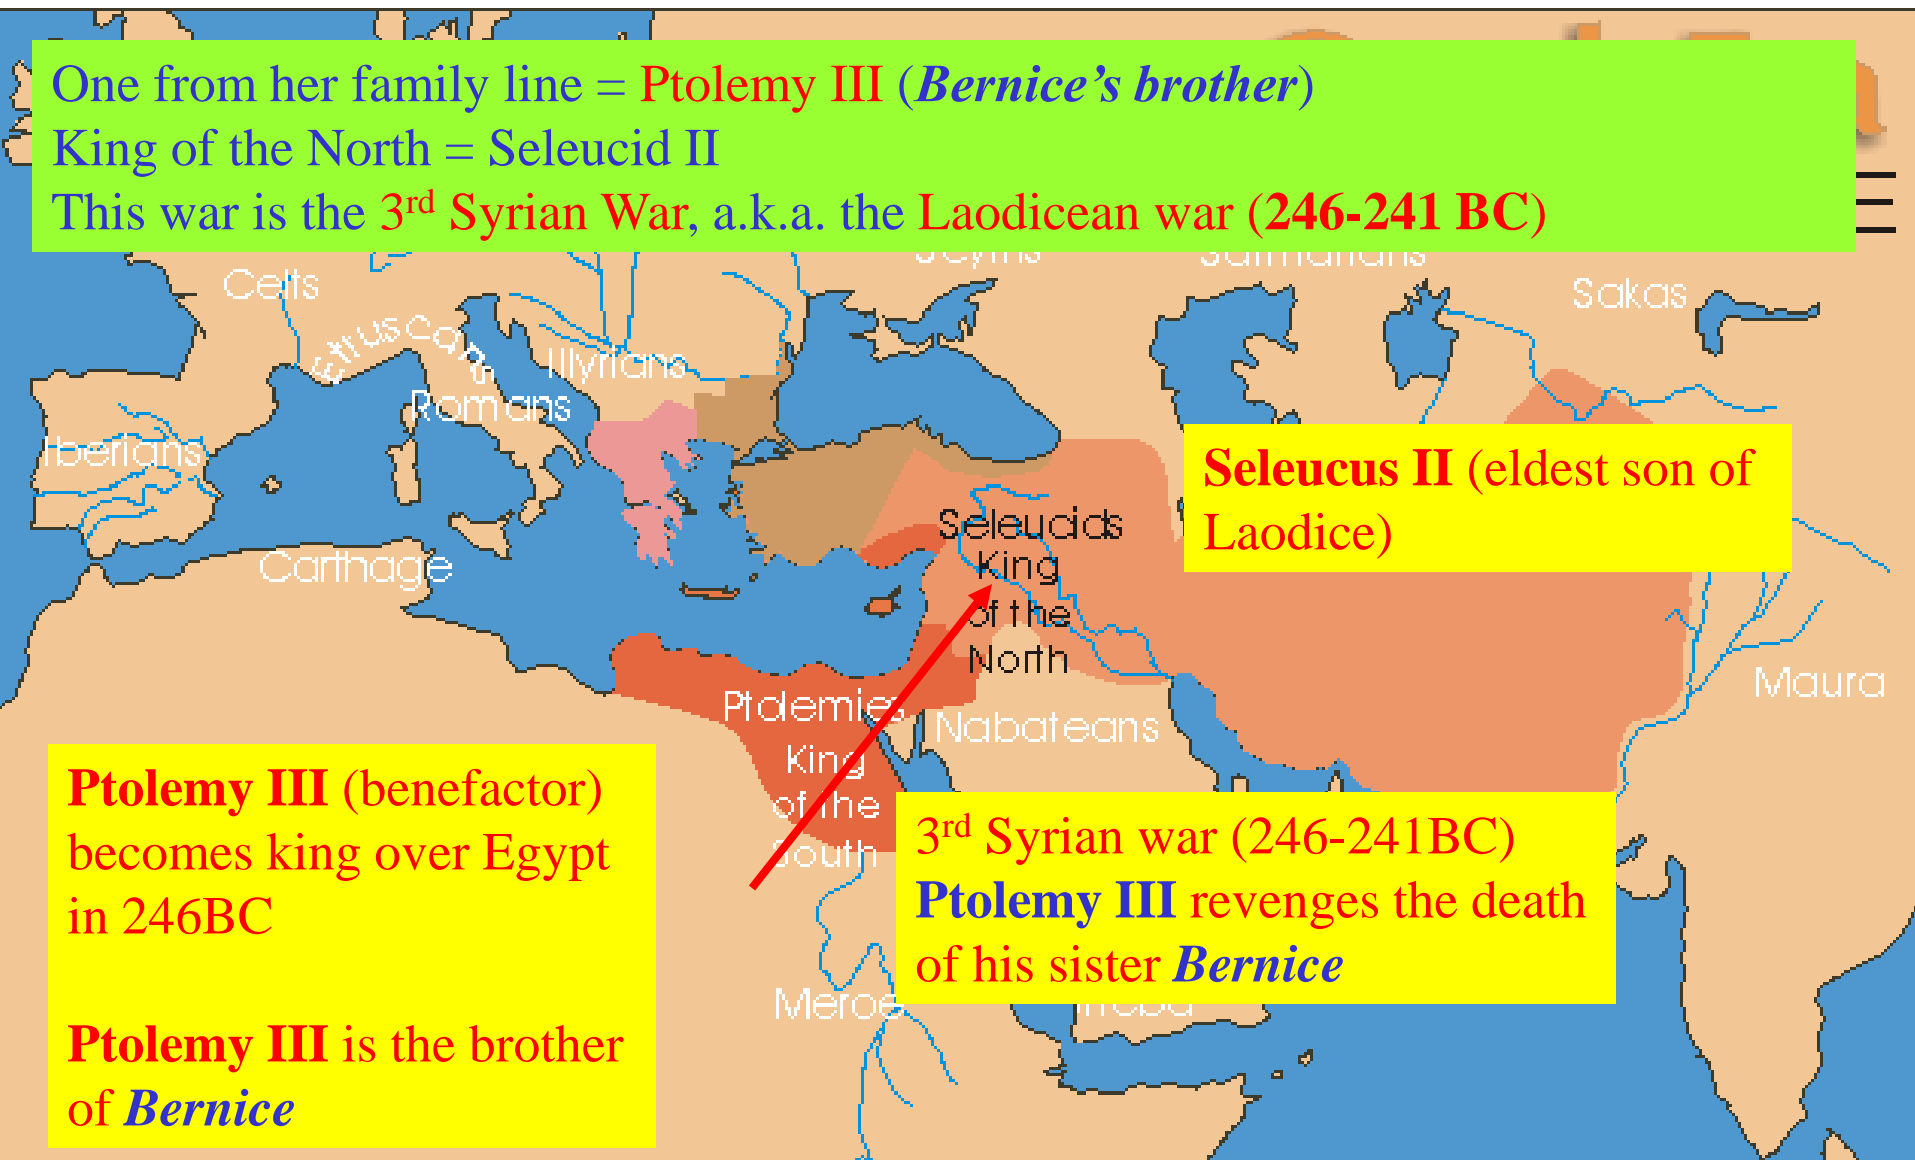 One from her family line = Ptolemy III (Bernice's brother)
King of the North = Seleucid II
This war is the 3rd Syrian War, a.k.a. the Laodicean war (246-241 BC)
Celts
Sakas
Etruscans
Illyrians
Romans
Iberians
Seleucus II (eldest son of
Laodice)
Seleucids
King
of the
North
Carthage
Maura
Ptolemies
King
of the
South
Nabateans
Ptolemy III (benefactor)
becomes king over Egypt
in 246BC
Ptolemy III is the brother
of Bernice
3rd Syrian war (246-241BC)
Ptolemy III revenges the death
of his sister Bernice
Meroe